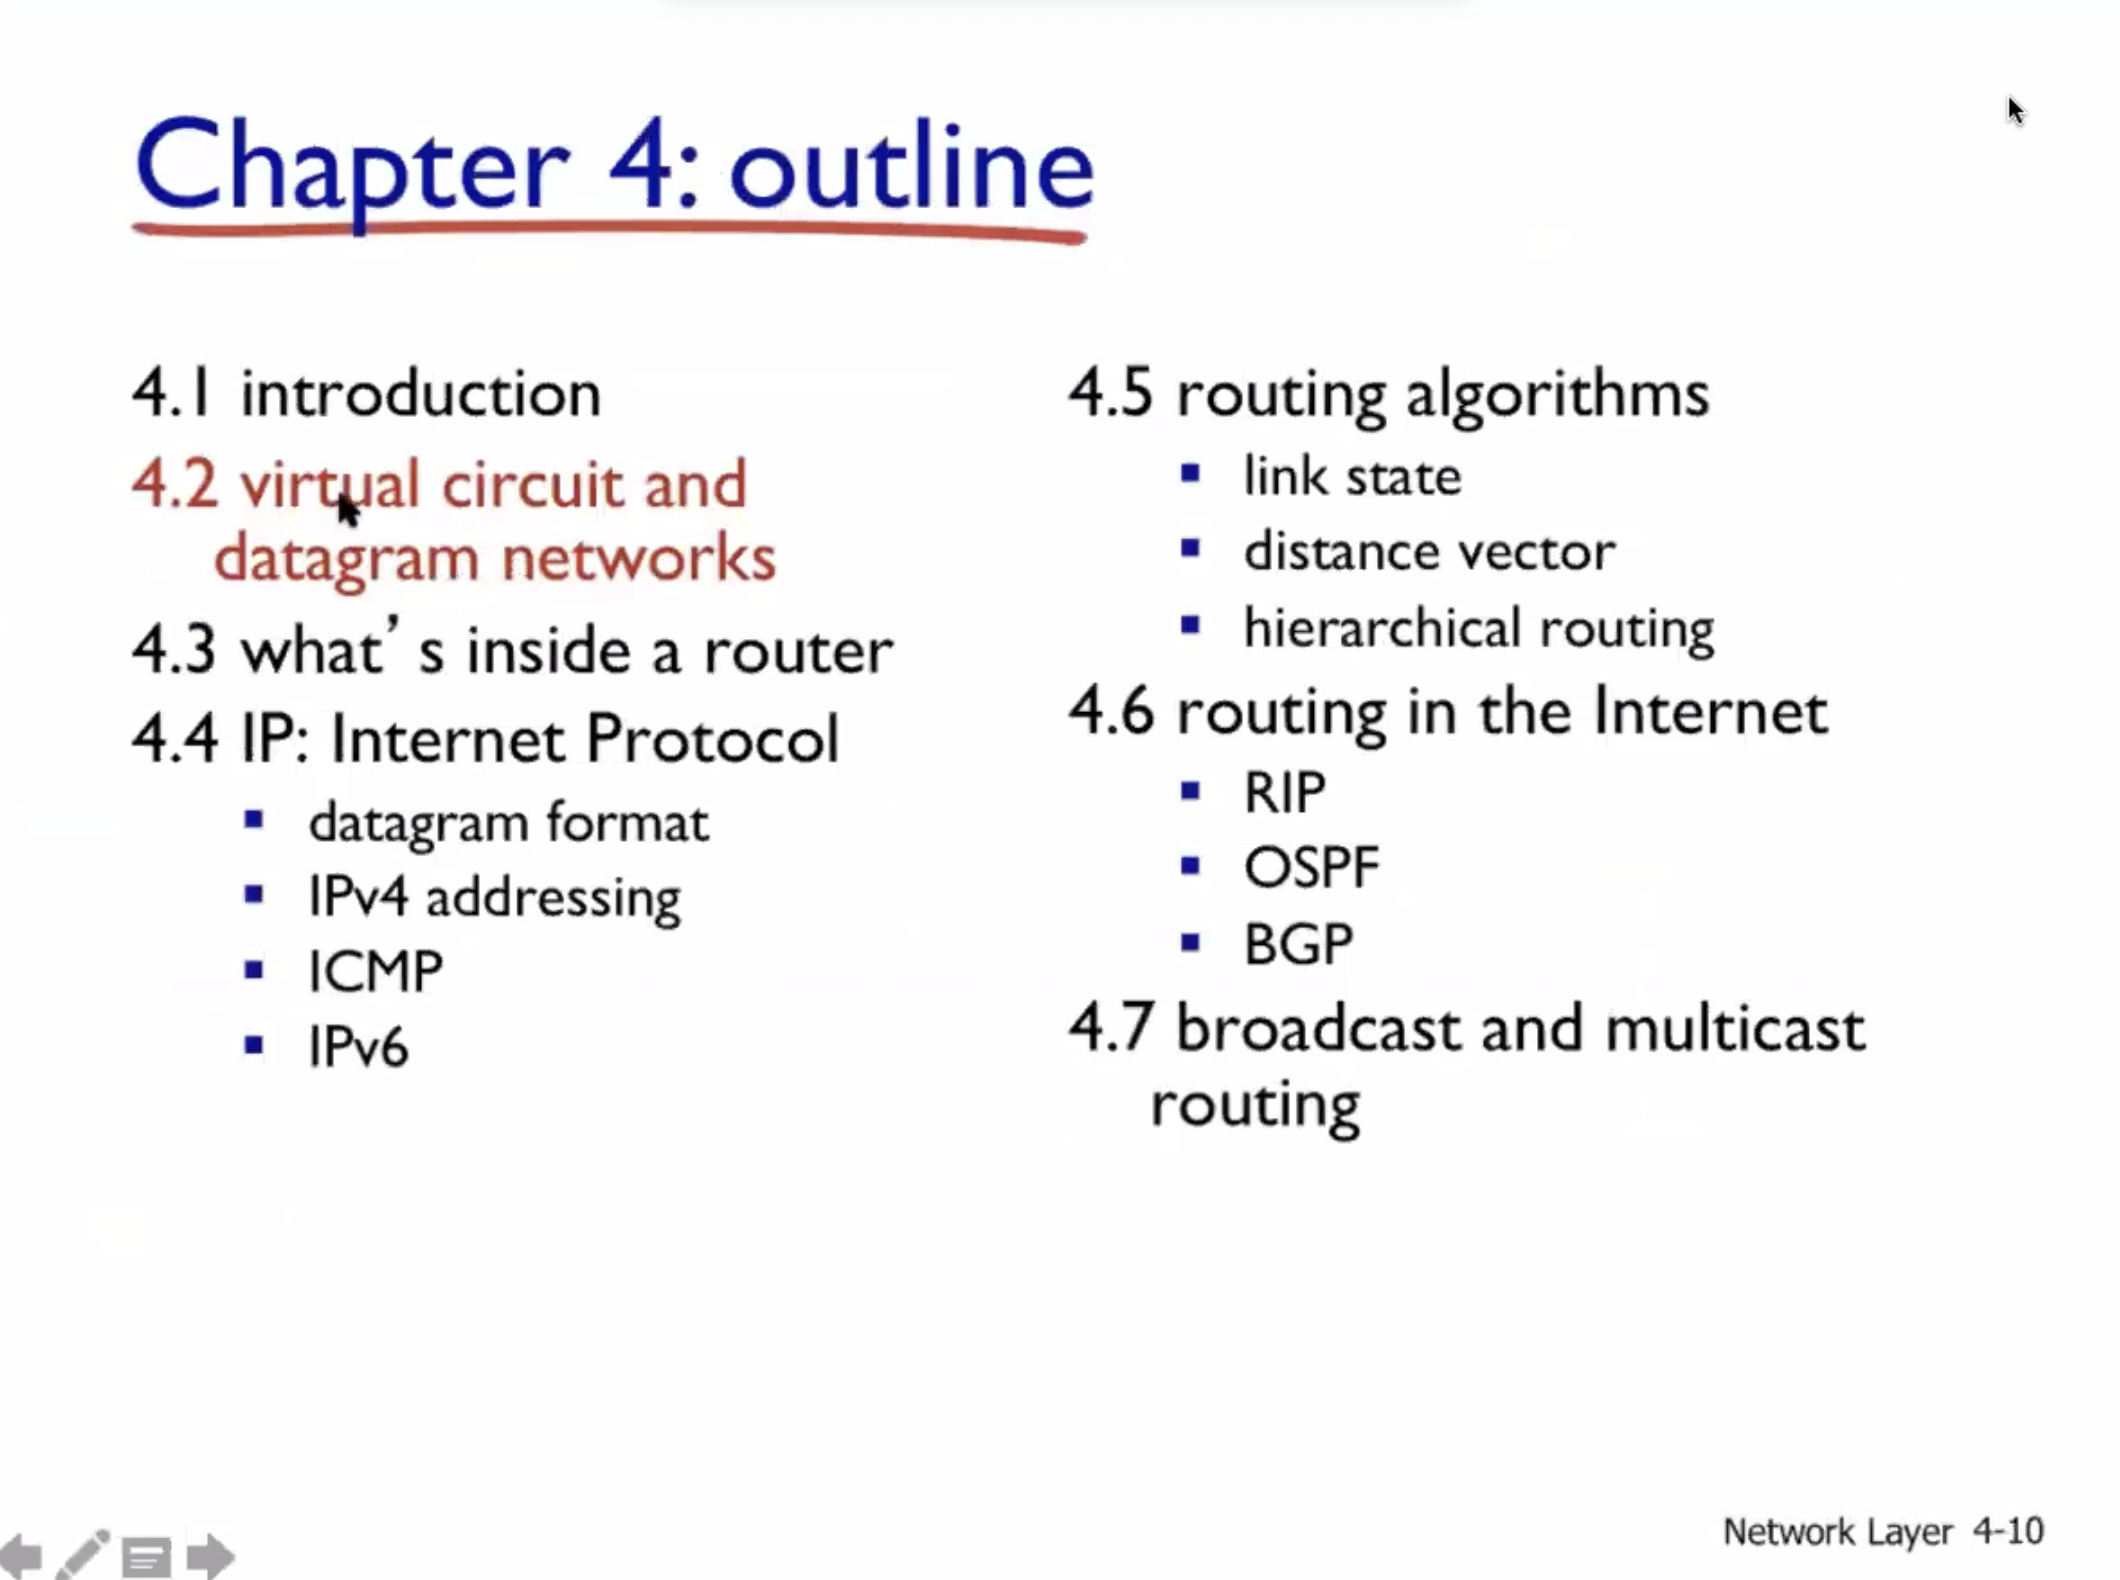 Chapter 4: outline
4.1 introduction
4.2 virtual circuit and
datagram networks
4.3 what’s inside a router
4.4 IP: Internet Protocol
▪ datagram format
▪ IPv4 addressing
▪ ICMP
▪ IPv6
4.5 routing algorithms
▪ link state
▪ distance vector
▪ hierarchical routing
4.6 routing in the Internet
▪ RIP
▪ OSPF
▪ BGP
4.7 broadcast and multicast
routing
Network Layer 4-10